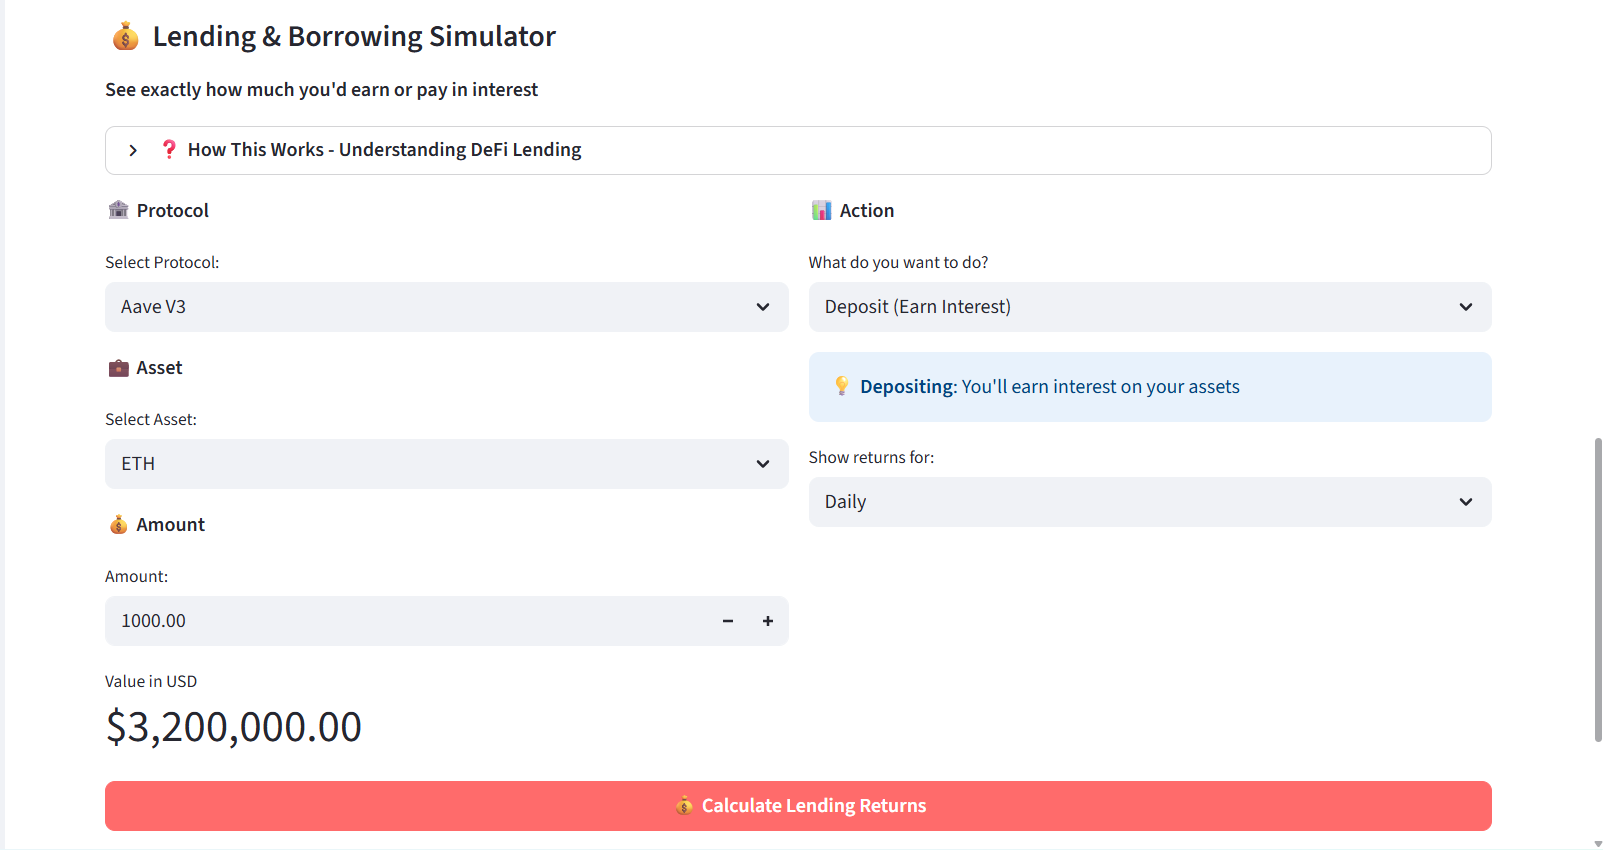 Lending & Borrowing Simulator
See exactly how much you'd earn or pay in interest
How This Works - Understanding DeFi Lending
Protocol
Select Protocol:
Aave V3
Asset
Select Asset:
ETH
Amount
Amount:
1000.00
Value in USD
$3,200,000.00
Action
What do you want to do?
Deposit (Earn Interest)
Depositing: You'll earn interest on your assets
Show returns for:
Daily
Calculate Lending Returns